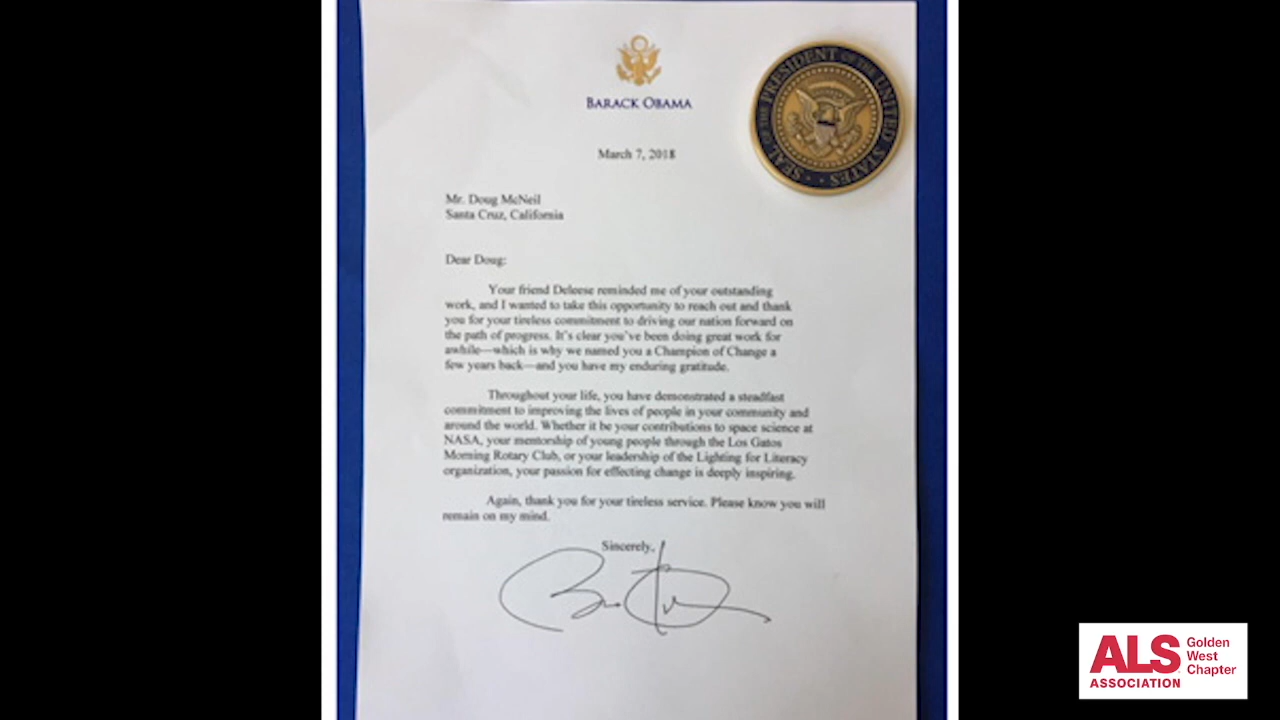 BARACK OBAMA
SEAL OF THE PRESIDENT OF THE UNITED STATES
March 7, 2018
Mr. Doug McNeil
Santa Cruz, California
Dear Doug:
Your friend Deleese reminded me of your outstanding
work, and I wanted to take this opportunity to reach out and thank
you for your tireless commitment to driving our nation forward on
the path of progress. It's clear you've been doing great work for
awhile—which is why we named you a Champion of Change a
few years back—and you have my enduring gratitude.
Throughout your life, you have demonstrated a steadfast
commitment to improving the lives of people in your community and
around the world. Whether it be your contributions to space science at
NASA, your mentorship of young people through the Los Gatos
Morning Rotary Club, or your leadership of the Lighting for Literacy
organization, your passion for effecting change is deeply inspiring.
Again, thank you for your tireless service. Please know you will
remain on my mind.
Sincerely,
ALS
ASSOCIATION
Golden
West
Chapter